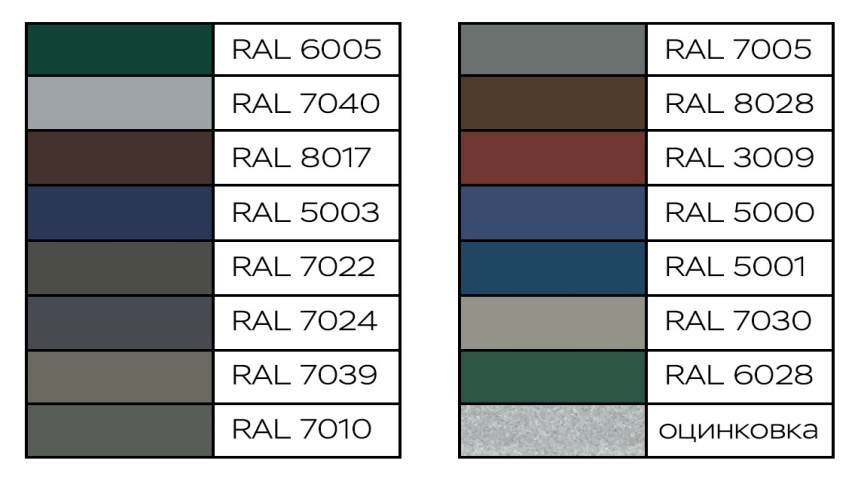 RAL 6005
RAL 7040
RAL 8017
RAL 5003
RAL 7022
RAL 7024
RAL 7039
RAL 7010
RAL 7005
RAL 8028
RAL 3009
RAL 5000
RAL 5001
RAL 7030
RAL 6028
оцинковка